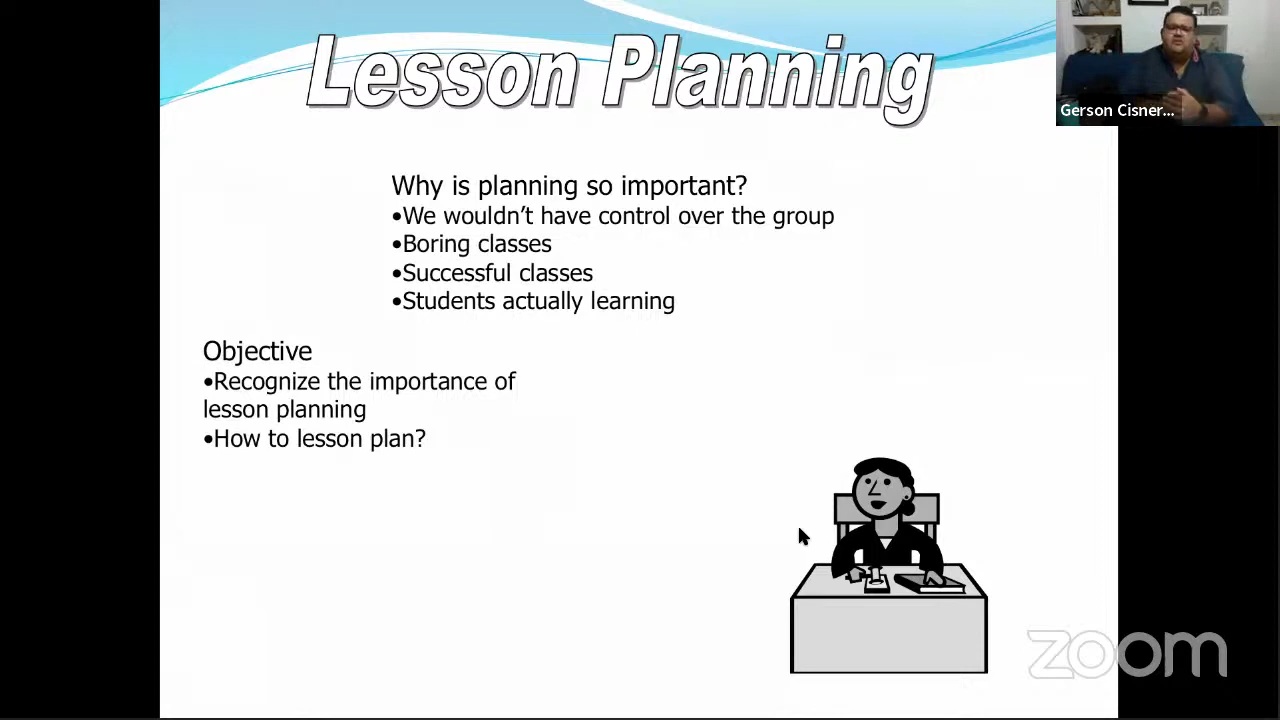 Lesson Planning
Gerson Cisner...
Why is planning so important?
•We wouldn’t have control over the group
•Boring classes
•Successful classes
•Students actually learning
Objective
•Recognize the importance of
lesson planning
•How to lesson plan?
zoom